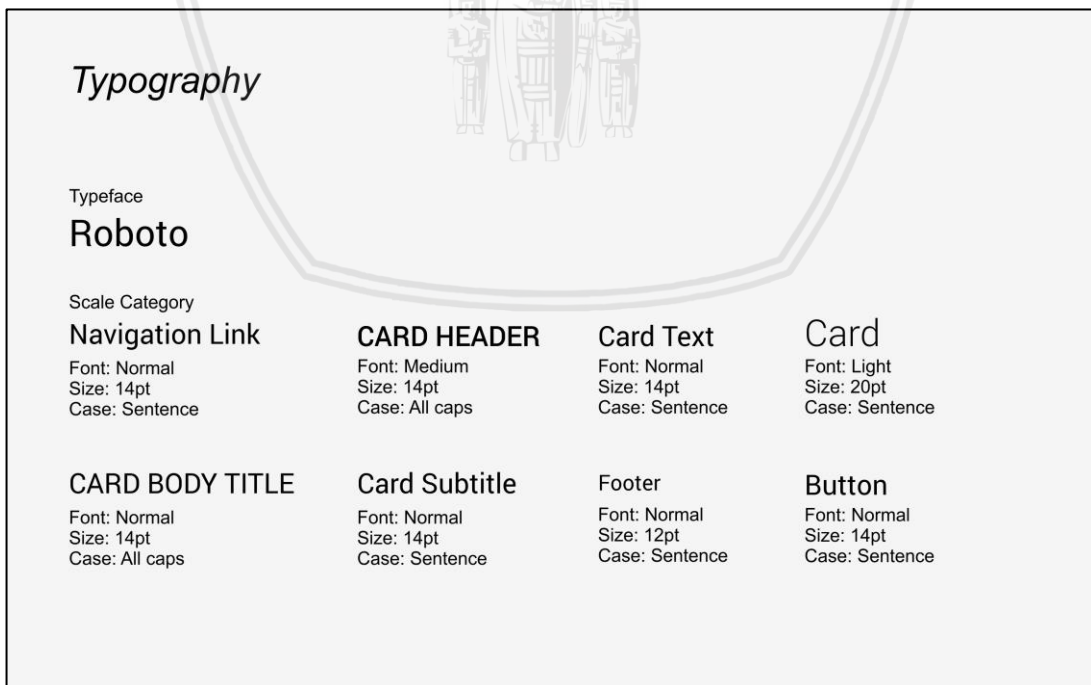 Typography
Typeface
Roboto
Scale Category
Navigation Link
Font: Normal
Size: 14pt
Case: Sentence
CARD HEADER
Font: Medium
Size: 14pt
Case: All caps
Card Text
Font: Normal
Size: 14pt
Case: Sentence
Card
Font: Light
Size: 20pt
Case: Sentence
CARD BODY TITLE
Font: Normal
Size: 14pt
Case: All caps
Card Subtitle
Font: Normal
Size: 14pt
Case: Sentence
Footer
Font: Normal
Size: 12pt
Case: Sentence
Button
Font: Normal
Size: 14pt
Case: Sentence